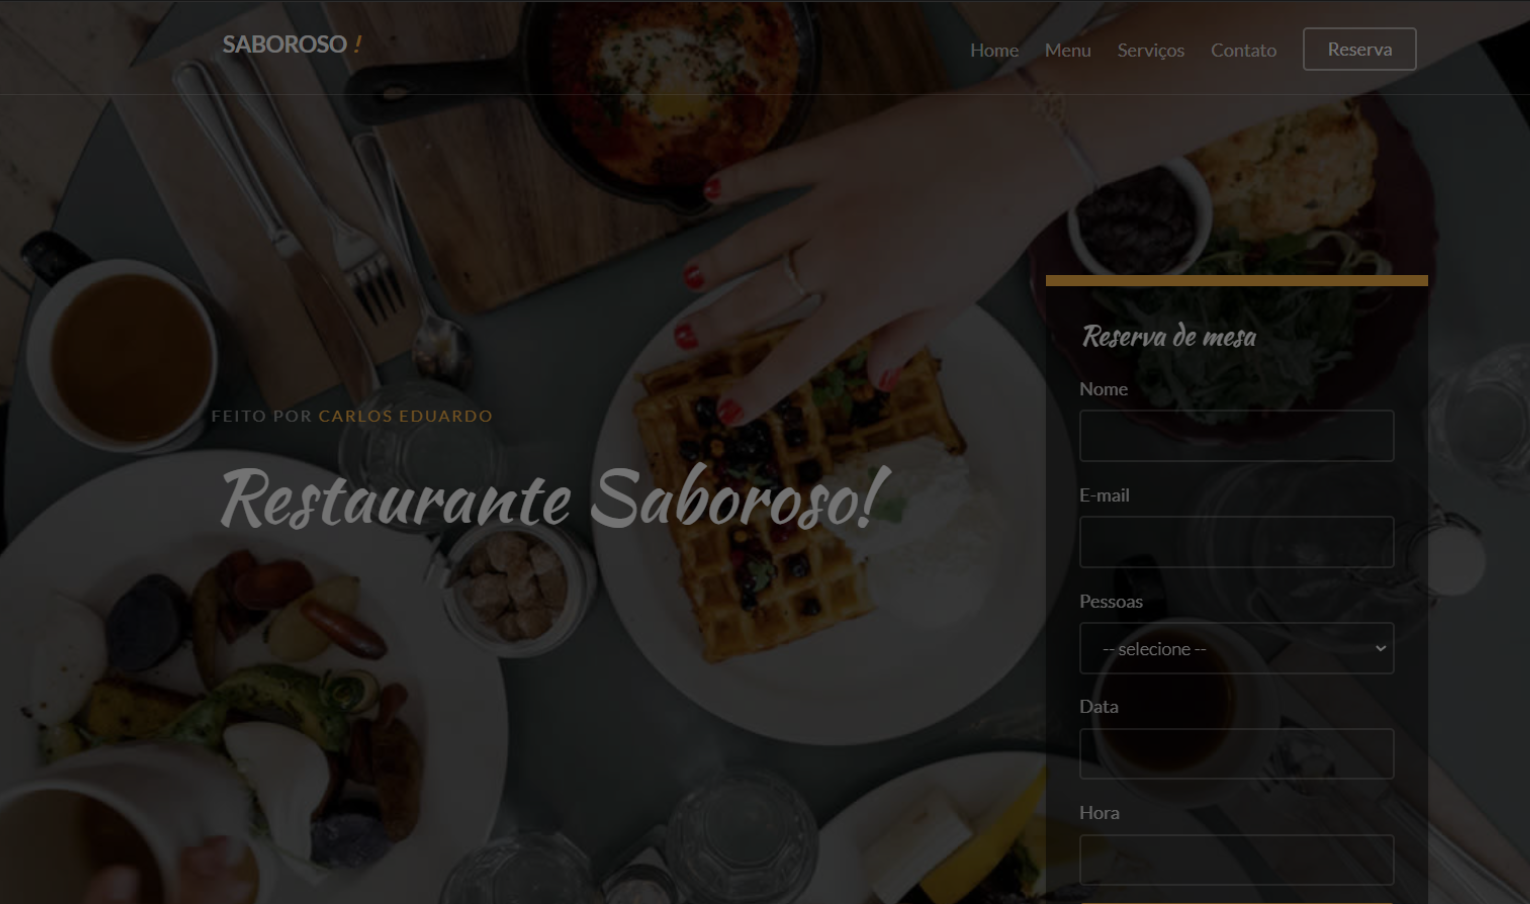 SABOROSO !
Home Menu Serviços Contato Reserva
FEITO POR CARLOS EDUARDO
Restaurante Saboroso!
Reserva de mesa
Nome
E-mail
Pessoas
-- selecione --
Data
Hora